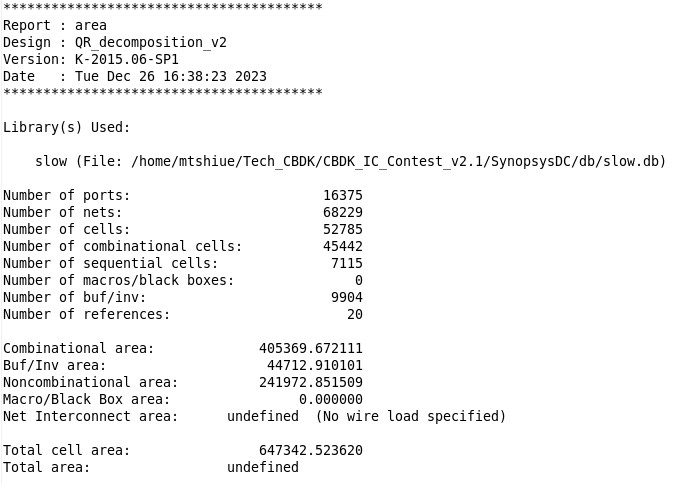 ****************************************
Report : area
Design : QR_decomposition_v2
Version: K-2015.06-SP1
Date   : Tue Dec 26 16:38:23 2023
****************************************
Library(s) Used:
slow (File: /home/mtshiue/Tech_CBDK/CBDK_IC_Contest_v2.1/SynopsysDC/db/slow.db)
Number of ports: 16375
Number of nets: 68229
Number of cells: 52785
Number of combinational cells: 45442
Number of sequential cells: 7115
Number of macros/black boxes: 0
Number of buf/inv: 9904
Number of references: 20
Combinational area: 405369.672111
Buf/Inv area: 44712.910101
Noncombinational area: 241972.851509
Macro/Black Box area: 0.000000
Net Interconnect area: undefined (No wire load specified)
Total cell area: 647342.523620
Total area: undefined